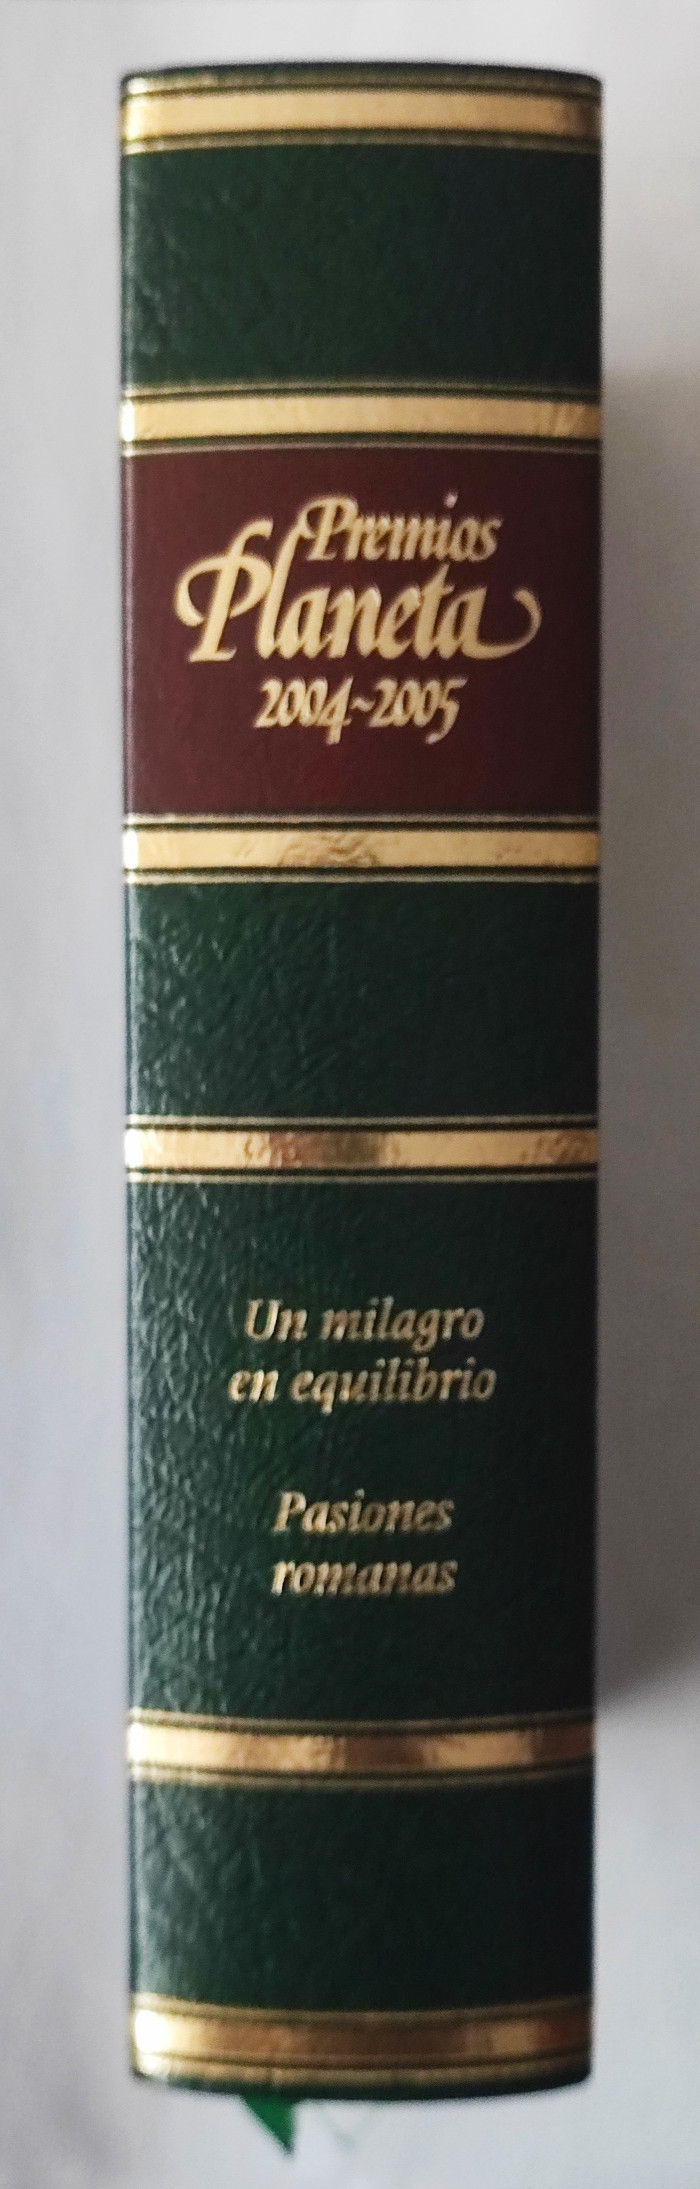 Premios
Planeta
2004~2005
Un milagro
en equilibrio
Pasiones
romanas